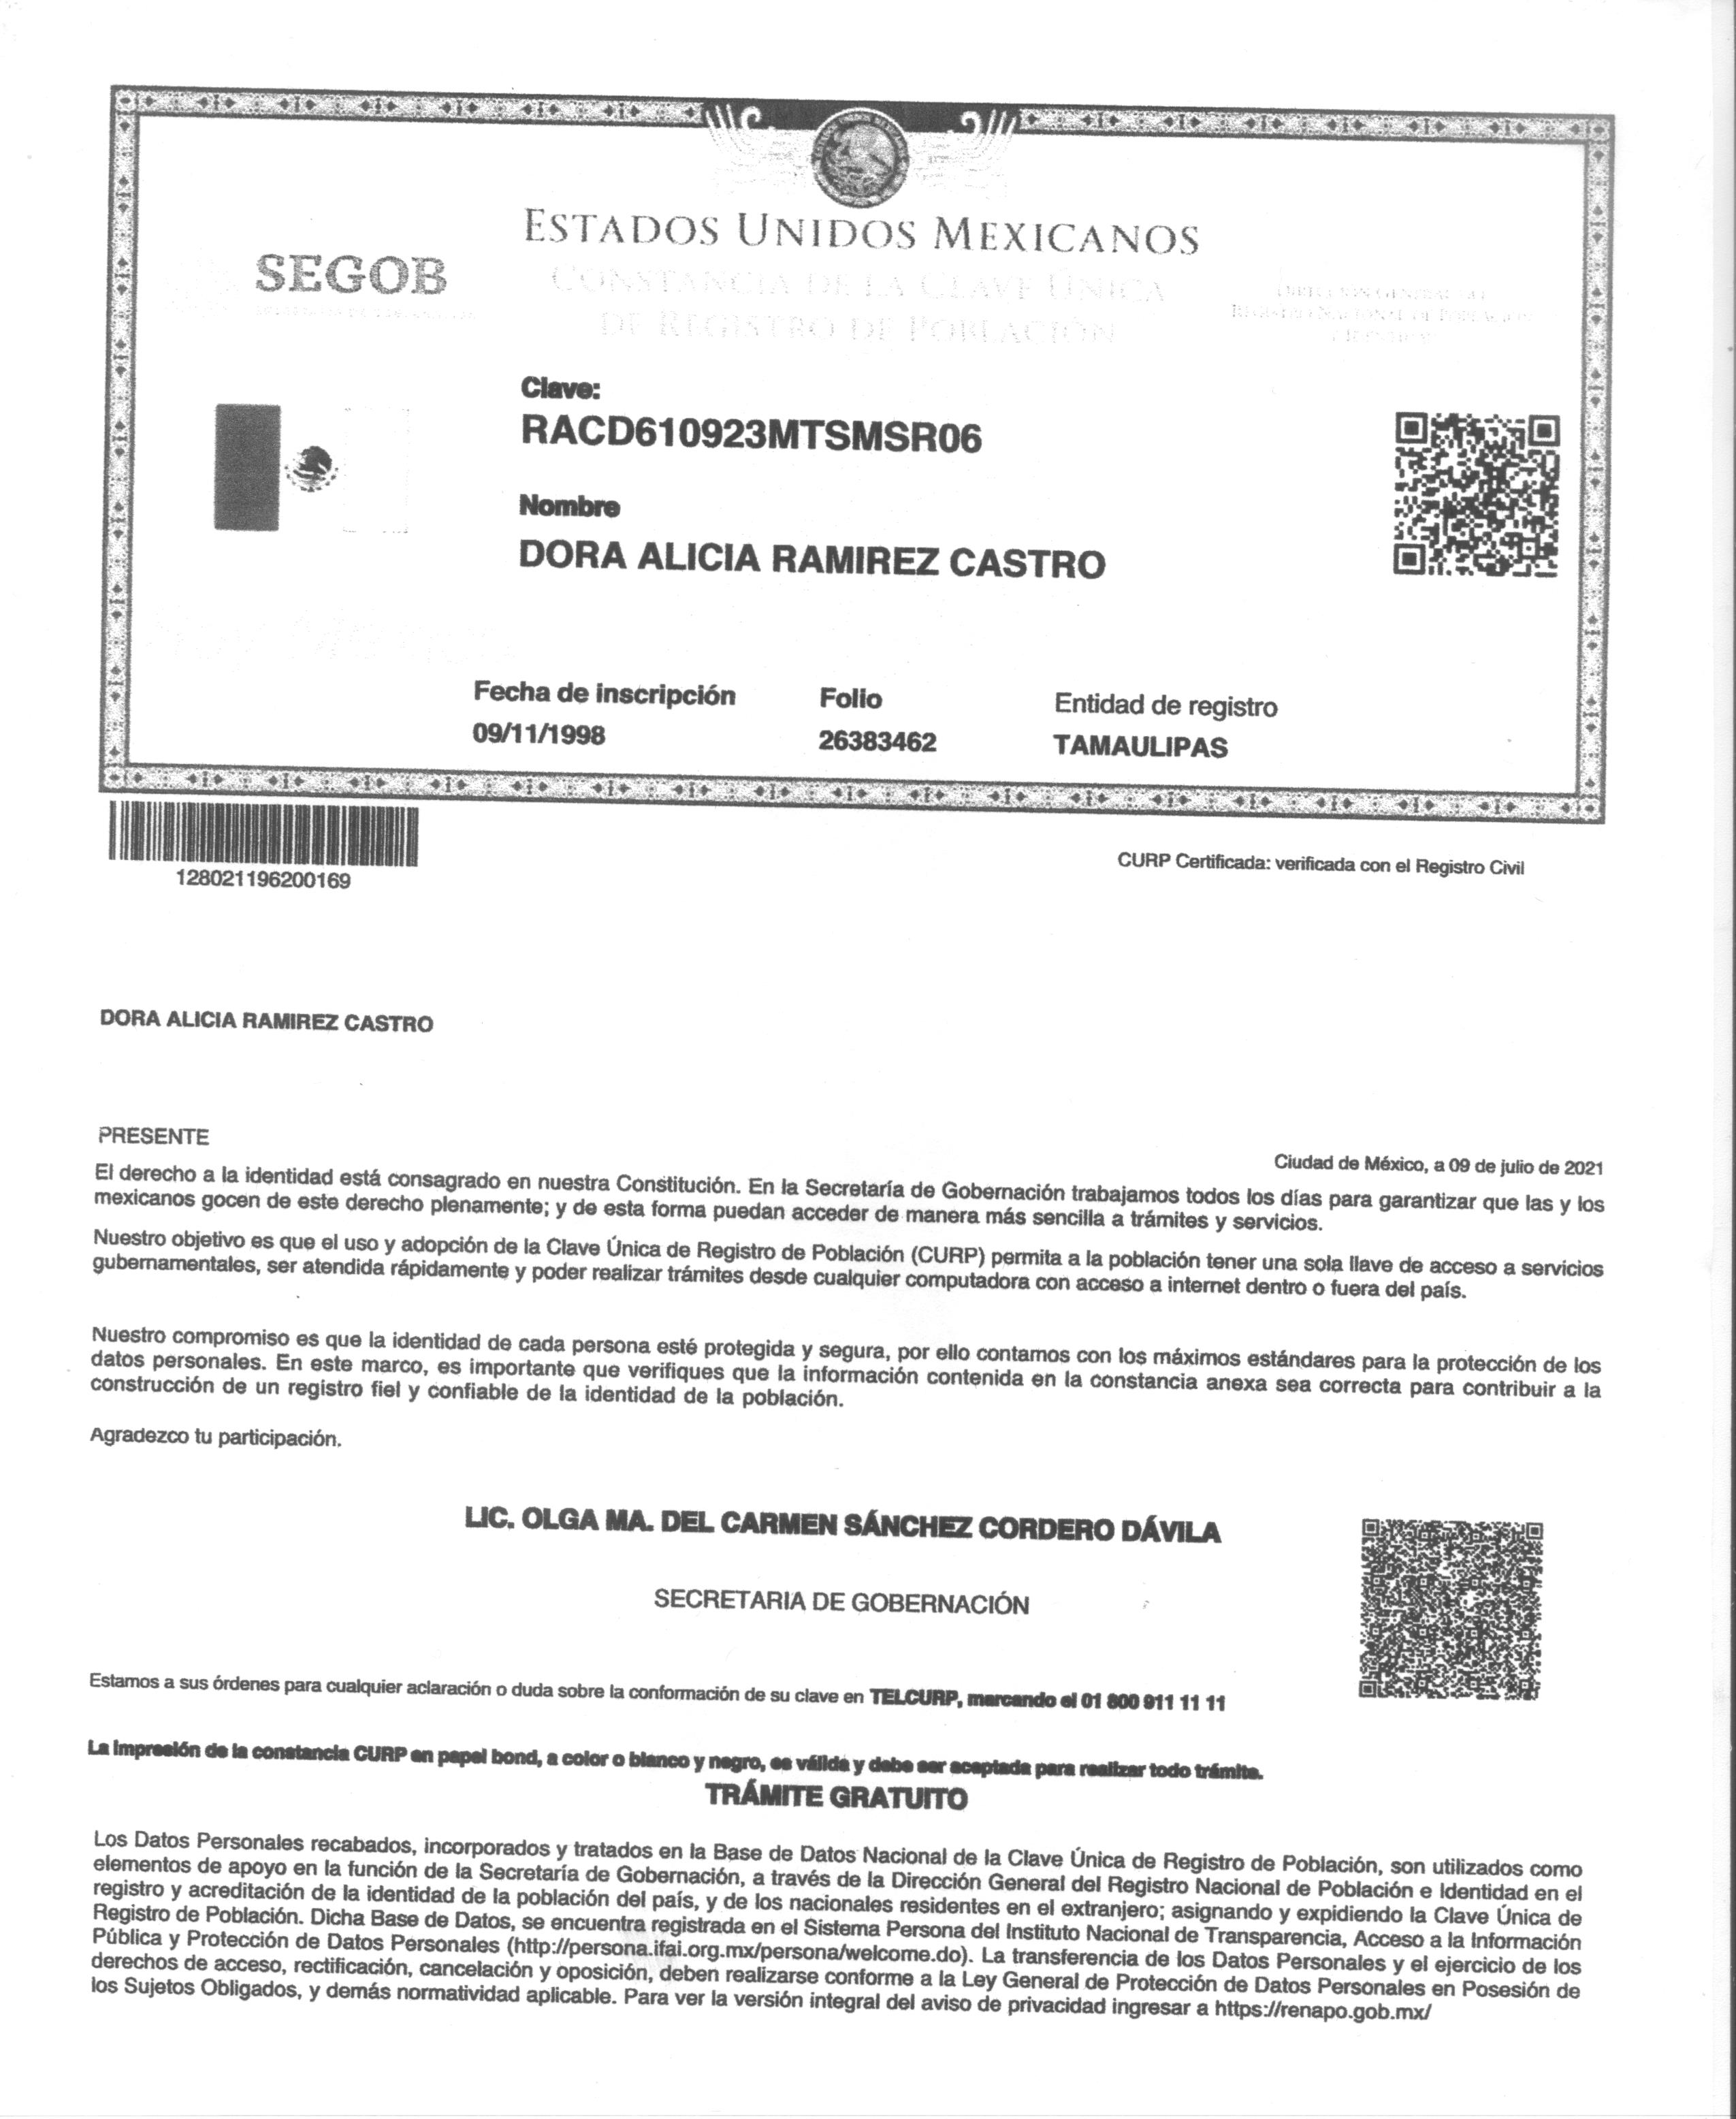 ESTADOS UNIDOS MEXICANOS
SEGOB
CONSTANCIA DE LA CLAVE ÚNICA
DE REGISTRO DE POBLACIÓN
DIRECCIÓN GENERAL DEL
REGISTRO NACIONAL DE POBLACIÓN
E IDENTIDAD
Clave:
RACD610923MTSMSR06
Nombre
DORA ALICIA RAMIREZ CASTRO
Fecha de inscripción Folio Entidad de registro
09/11/1998 26383462 TAMAULIPAS
128021196200169
CURP Certificada: verificada con el Registro Civil
DORA ALICIA RAMIREZ CASTRO
PRESENTE
Ciudad de México, a 09 de julio de 2021
El derecho a la identidad está consagrado en nuestra Constitución. En la Secretaría de Gobernación trabajamos todos los días para garantizar que las y los
mexicanos gocen de este derecho plenamente; y de esta forma puedan acceder de manera más sencilla a trámites y servicios.
Nuestro objetivo es que el uso y adopción de la Clave Única de Registro de Población (CURP) permita a la población tener una sola llave de acceso a servicios
gubernamentales, ser atendida rápidamente y poder realizar trámites desde cualquier computadora con acceso a internet dentro o fuera del país.
Nuestro compromiso es que la identidad de cada persona esté protegida y segura, por ello contamos con los máximos estándares para la protección de los
datos personales. En este marco, es importante que verifiques que la información contenida en la constancia anexa sea correcta para contribuir a la
construcción de un registro fiel y confiable de la identidad de la población.
Agradezco tu participación.
LIC. OLGA MA. DEL CARMEN SÁNCHEZ CORDERO DÁVILA
SECRETARIA DE GOBERNACIÓN
Estamos a sus órdenes para cualquier aclaración o duda sobre la conformación de su clave en TELCURP, marcando el 01 800 911 11 11
La impresión de la constancia CURP en papel bond, a color o blanco y negro, es válida y debe ser aceptada para realizar todo trámite.
TRÁMITE GRATUITO
Los Datos Personales recabados, incorporados y tratados en la Base de Datos Nacional de la Clave Única de Registro de Población, son utilizados como
elementos de apoyo en la función de la Secretaría de Gobernación, a través de la Dirección General del Registro Nacional de Población e Identidad en el
registro y acreditación de la identidad de la población del país, y de los nacionales residentes en el extranjero; asignando y expidiendo la Clave Única de
Registro de Población. Dicha Base de Datos, se encuentra registrada en el Sistema Persona del Instituto Nacional de Transparencia, Acceso a la Información
Pública y Protección de Datos Personales (http://persona.ifai.org.mx/persona/welcome.do). La transferencia de los Datos Personales y el ejercicio de los
derechos de acceso, rectificación, cancelación y oposición, deben realizarse conforme a la Ley General de Protección de Datos Personales en Posesión de
los Sujetos Obligados, y demás normatividad aplicable. Para ver la versión integral del aviso de privacidad ingresar a https://renapo.gob.mx/